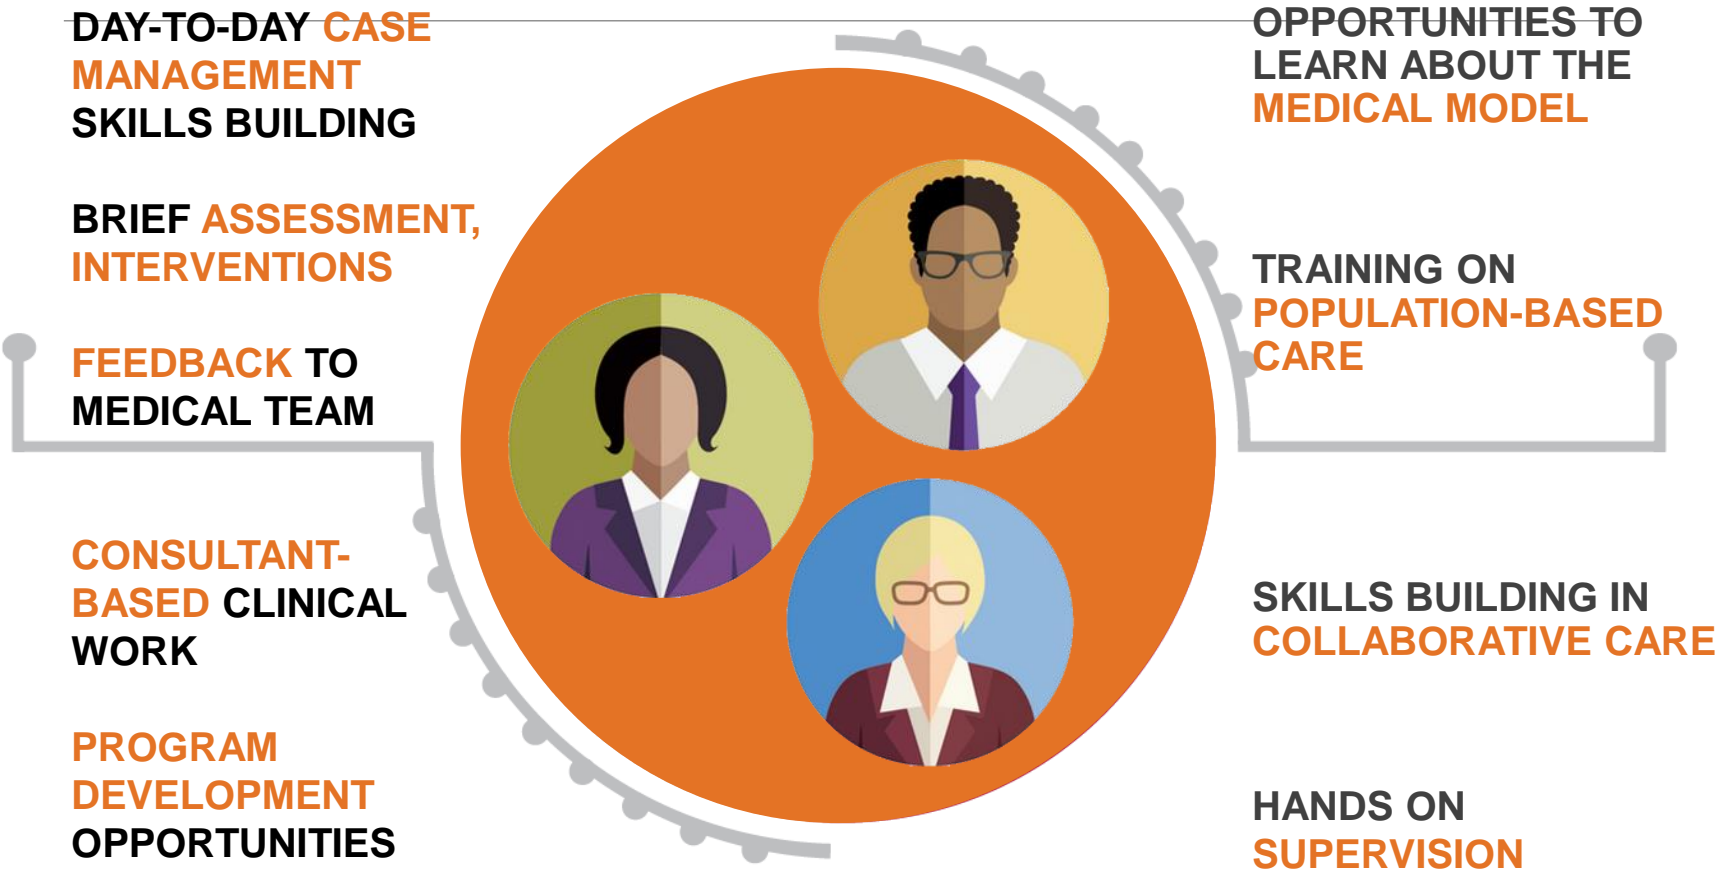 DAY-TO-DAY CASE
MANAGEMENT
SKILLS BUILDING
BRIEF ASSESSMENT,
INTERVENTIONS
FEEDBACK TO
MEDICAL TEAM
CONSULTANT-
BASED CLINICAL
WORK
PROGRAM
DEVELOPMENT
OPPORTUNITIES
OPPORTUNITIES TO
LEARN ABOUT THE
MEDICAL MODEL
TRAINING ON
POPULATION-BASED
CARE
SKILLS BUILDING IN
COLLABORATIVE CARE
HANDS ON
SUPERVISION